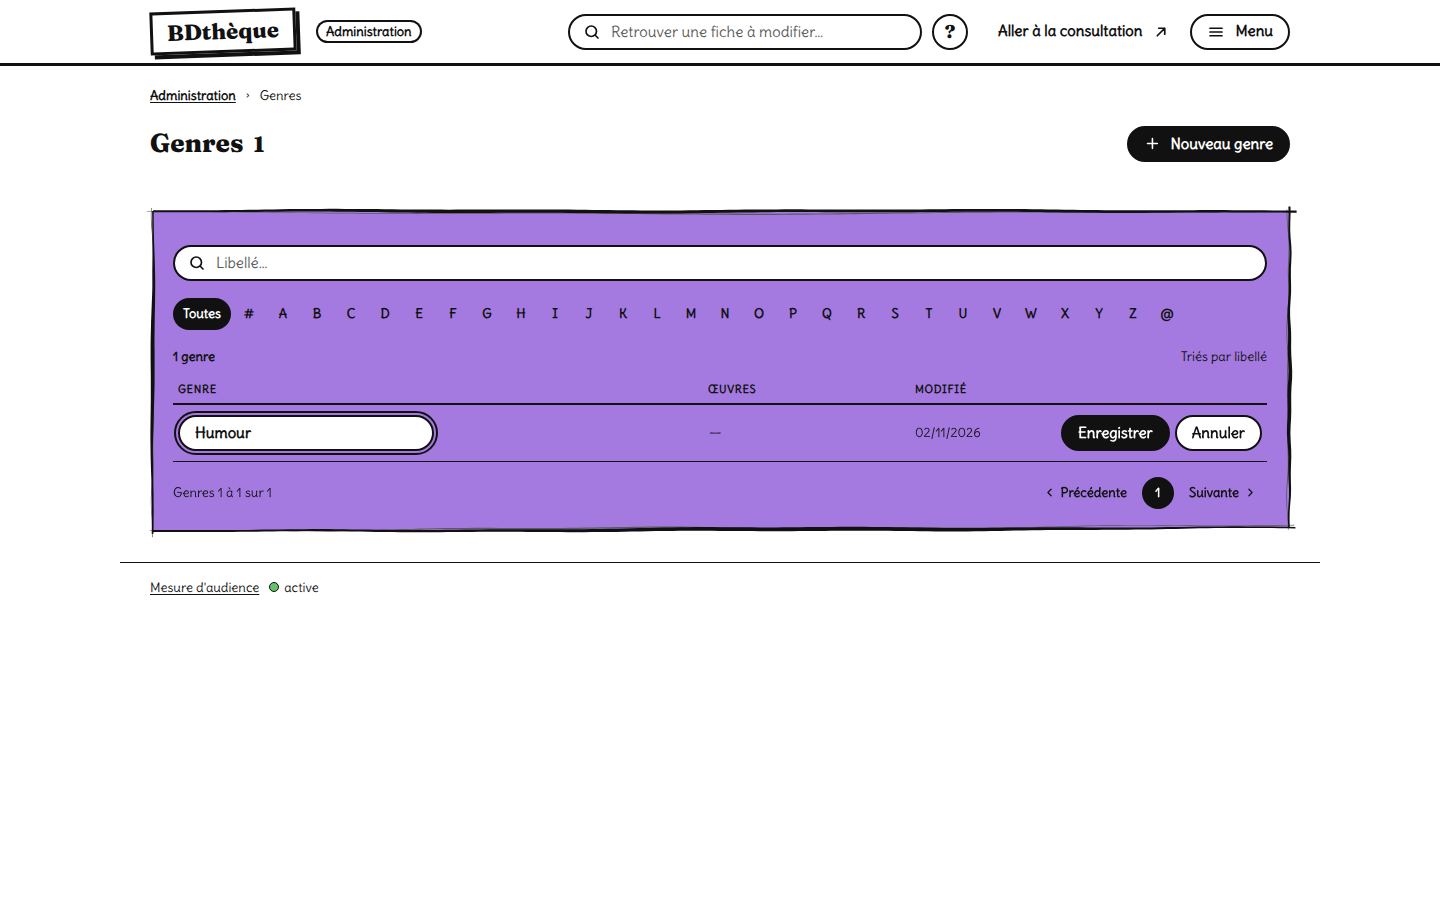 BDthèque
Administration
Retrouver une fiche à modifier...
?
Aller à la consultation
Menu
Administration › Genres
Genres 1
+ Nouveau genre
Libellé...
Toutes # A B C D E F G H I J K L M N O P Q R S T U V W X Y Z @
1 genre
Triés par libellé
GENRE ŒUVRES MODIFIÉ
Humour — 02/11/2026 Enregistrer Annuler
Genres 1 à 1 sur 1
‹ Précédente 1 Suivante ›
Mesure d'audience active